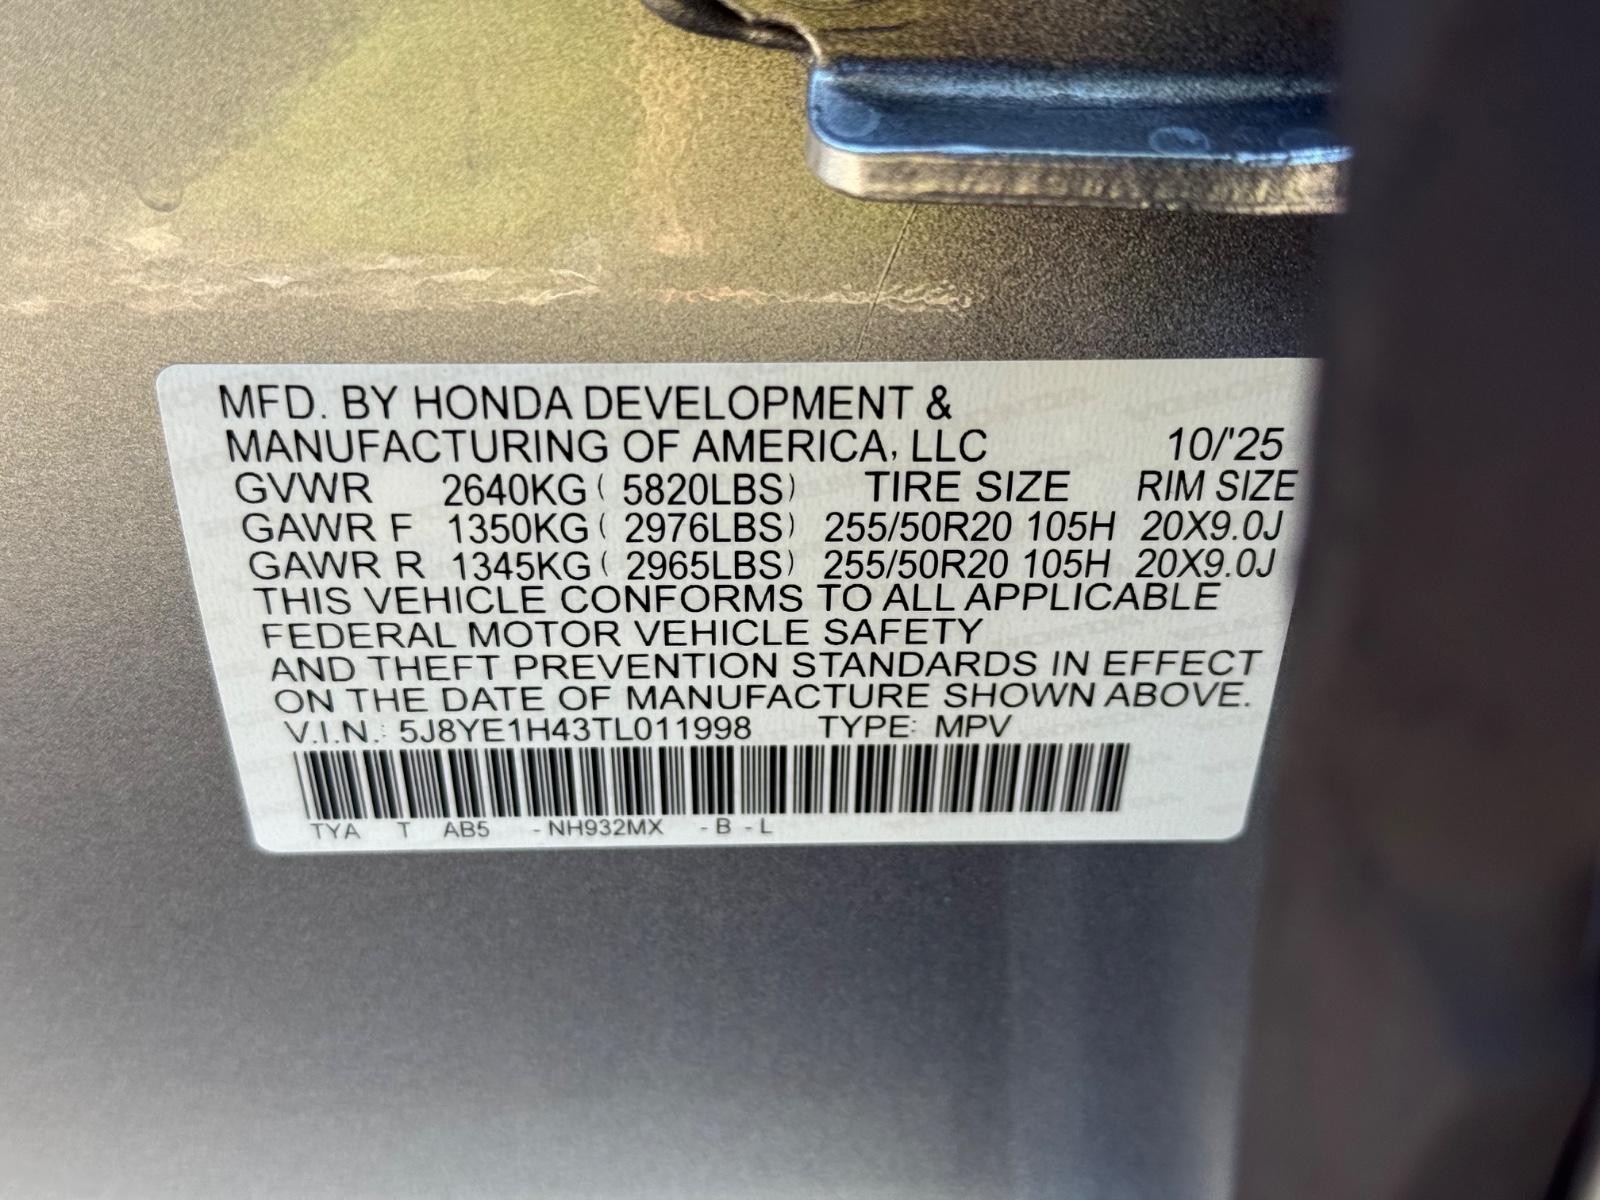 MFD. BY HONDA DEVELOPMENT &
MANUFACTURING OF AMERICA, LLC 10/'25
GVWR 2640KG ( 5820LBS) TIRE SIZE RIM SIZE
GAWR F 1350KG ( 2976LBS) 255/50R20 105H 20X9.0J
GAWR R 1345KG ( 2965LBS) 255/50R20 105H 20X9.0J
THIS VEHICLE CONFORMS TO ALL APPLICABLE
FEDERAL MOTOR VEHICLE SAFETY
AND THEFT PREVENTION STANDARDS IN EFFECT
ON THE DATE OF MANUFACTURE SHOWN ABOVE.
V.I.N.: 5J8YE1H43TL011998 TYPE: MPV
TYA T AB5 - NH932MX - B - L